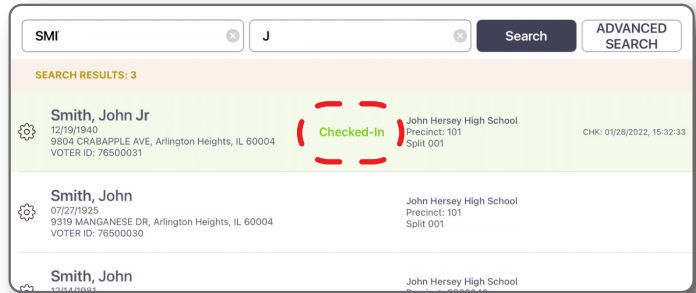 SMI J Search ADVANCED
SEARCH
SEARCH RESULTS: 3
Smith, John Jr
12/19/1940
9804 CRABAPPLE AVE, Arlington Heights, IL 60004
VOTER ID: 76500031
Checked-In
John Hersey High School
Precinct: 101
Split 001
CHK: 01/28/2022, 15:32:33
Smith, John
07/27/1925
9319 MANGANESE DR, Arlington Heights, IL 60004
VOTER ID: 76500030
John Hersey High School
Precinct: 101
Split 001
Smith, John
12/14/1981
John Hersey High School